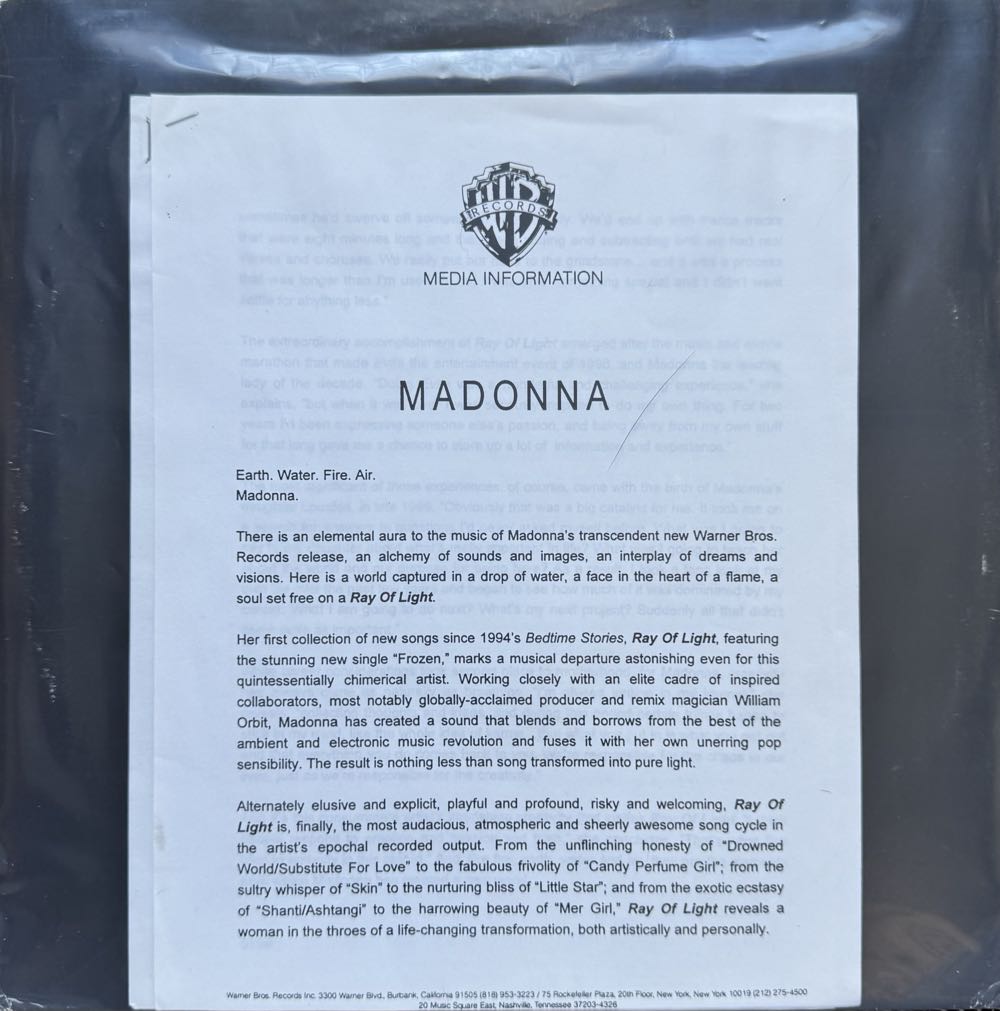 WB
RECORDS
MEDIA INFORMATION
MADONNA
Earth. Water. Fire. Air.
Madonna.
There is an elemental aura to the music of Madonna's transcendent new Warner Bros.
Records release, an alchemy of sounds and images, an interplay of dreams and
visions. Here is a world captured in a drop of water, a face in the heart of a flame, a
soul set free on a Ray Of Light.
Her first collection of new songs since 1994's Bedtime Stories, Ray Of Light, featuring
the stunning new single “Frozen,” marks a musical departure astonishing even for this
quintessentially chimerical artist. Working closely with an elite cadre of inspired
collaborators, most notably globally-acclaimed producer and remix magician William
Orbit, Madonna has created a sound that blends and borrows from the best of the
ambient and electronic music revolution and fuses it with her own unerring pop
sensibility. The result is nothing less than song transformed into pure light.
Alternately elusive and explicit, playful and profound, risky and welcoming, Ray Of
Light is, finally, the most audacious, atmospheric and sheerly awesome song cycle in
the artist's epochal recorded output. From the unflinching honesty of “Drowned
World/Substitute For Love” to the fabulous frivolity of “Candy Perfume Girl”; from the
sultry whisper of “Skin” to the nurturing bliss of “Little Star”; and from the exotic ecstasy
of “Shanti/Ashtangi” to the harrowing beauty of “Mer Girl,” Ray Of Light reveals a
woman in the throes of a life-changing transformation, both artistically and personally.
Warner Bros. Records Inc. 3300 Warner Blvd., Burbank, California 91505 (818) 953-3223 / 75 Rockefeller Plaza, 20th Floor, New York, New York 10019 (212) 275-4500
20 Music Square East, Nashville, Tennessee 37203-4326